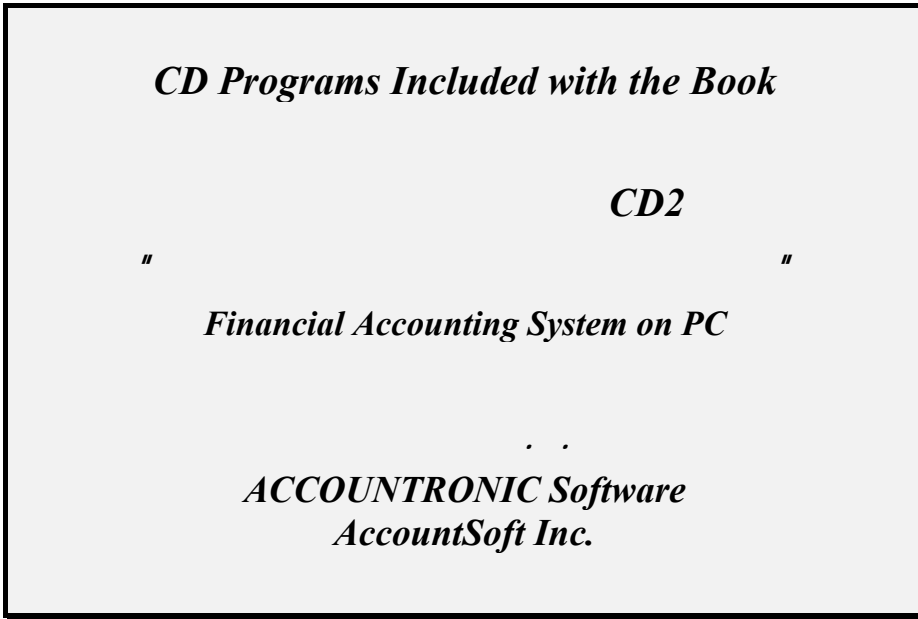 CD Programs Included with the Book
CD2
" "
Financial Accounting System on PC
. .
ACCOUNTRONIC Software
AccountSoft Inc.